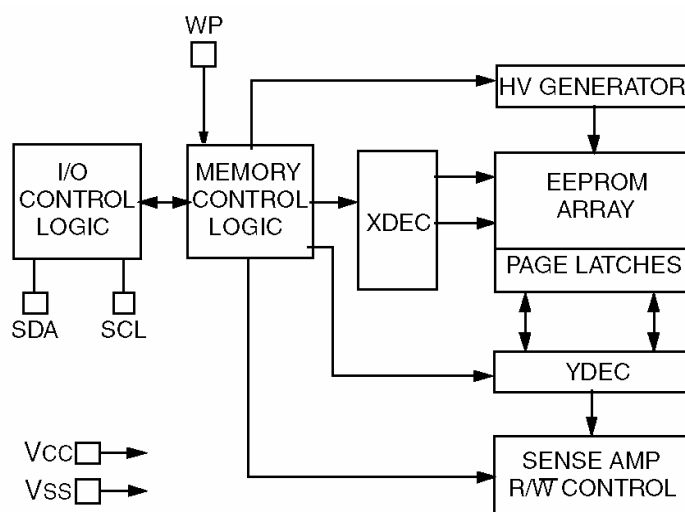 WP
HV GENERATOR
I/O
CONTROL
LOGIC
MEMORY
CONTROL
LOGIC
XDEC
EEPROM
ARRAY
PAGE LATCHES
SDA
SCL
YDEC
VCC
VSS
SENSE AMP
R/W̅ CONTROL